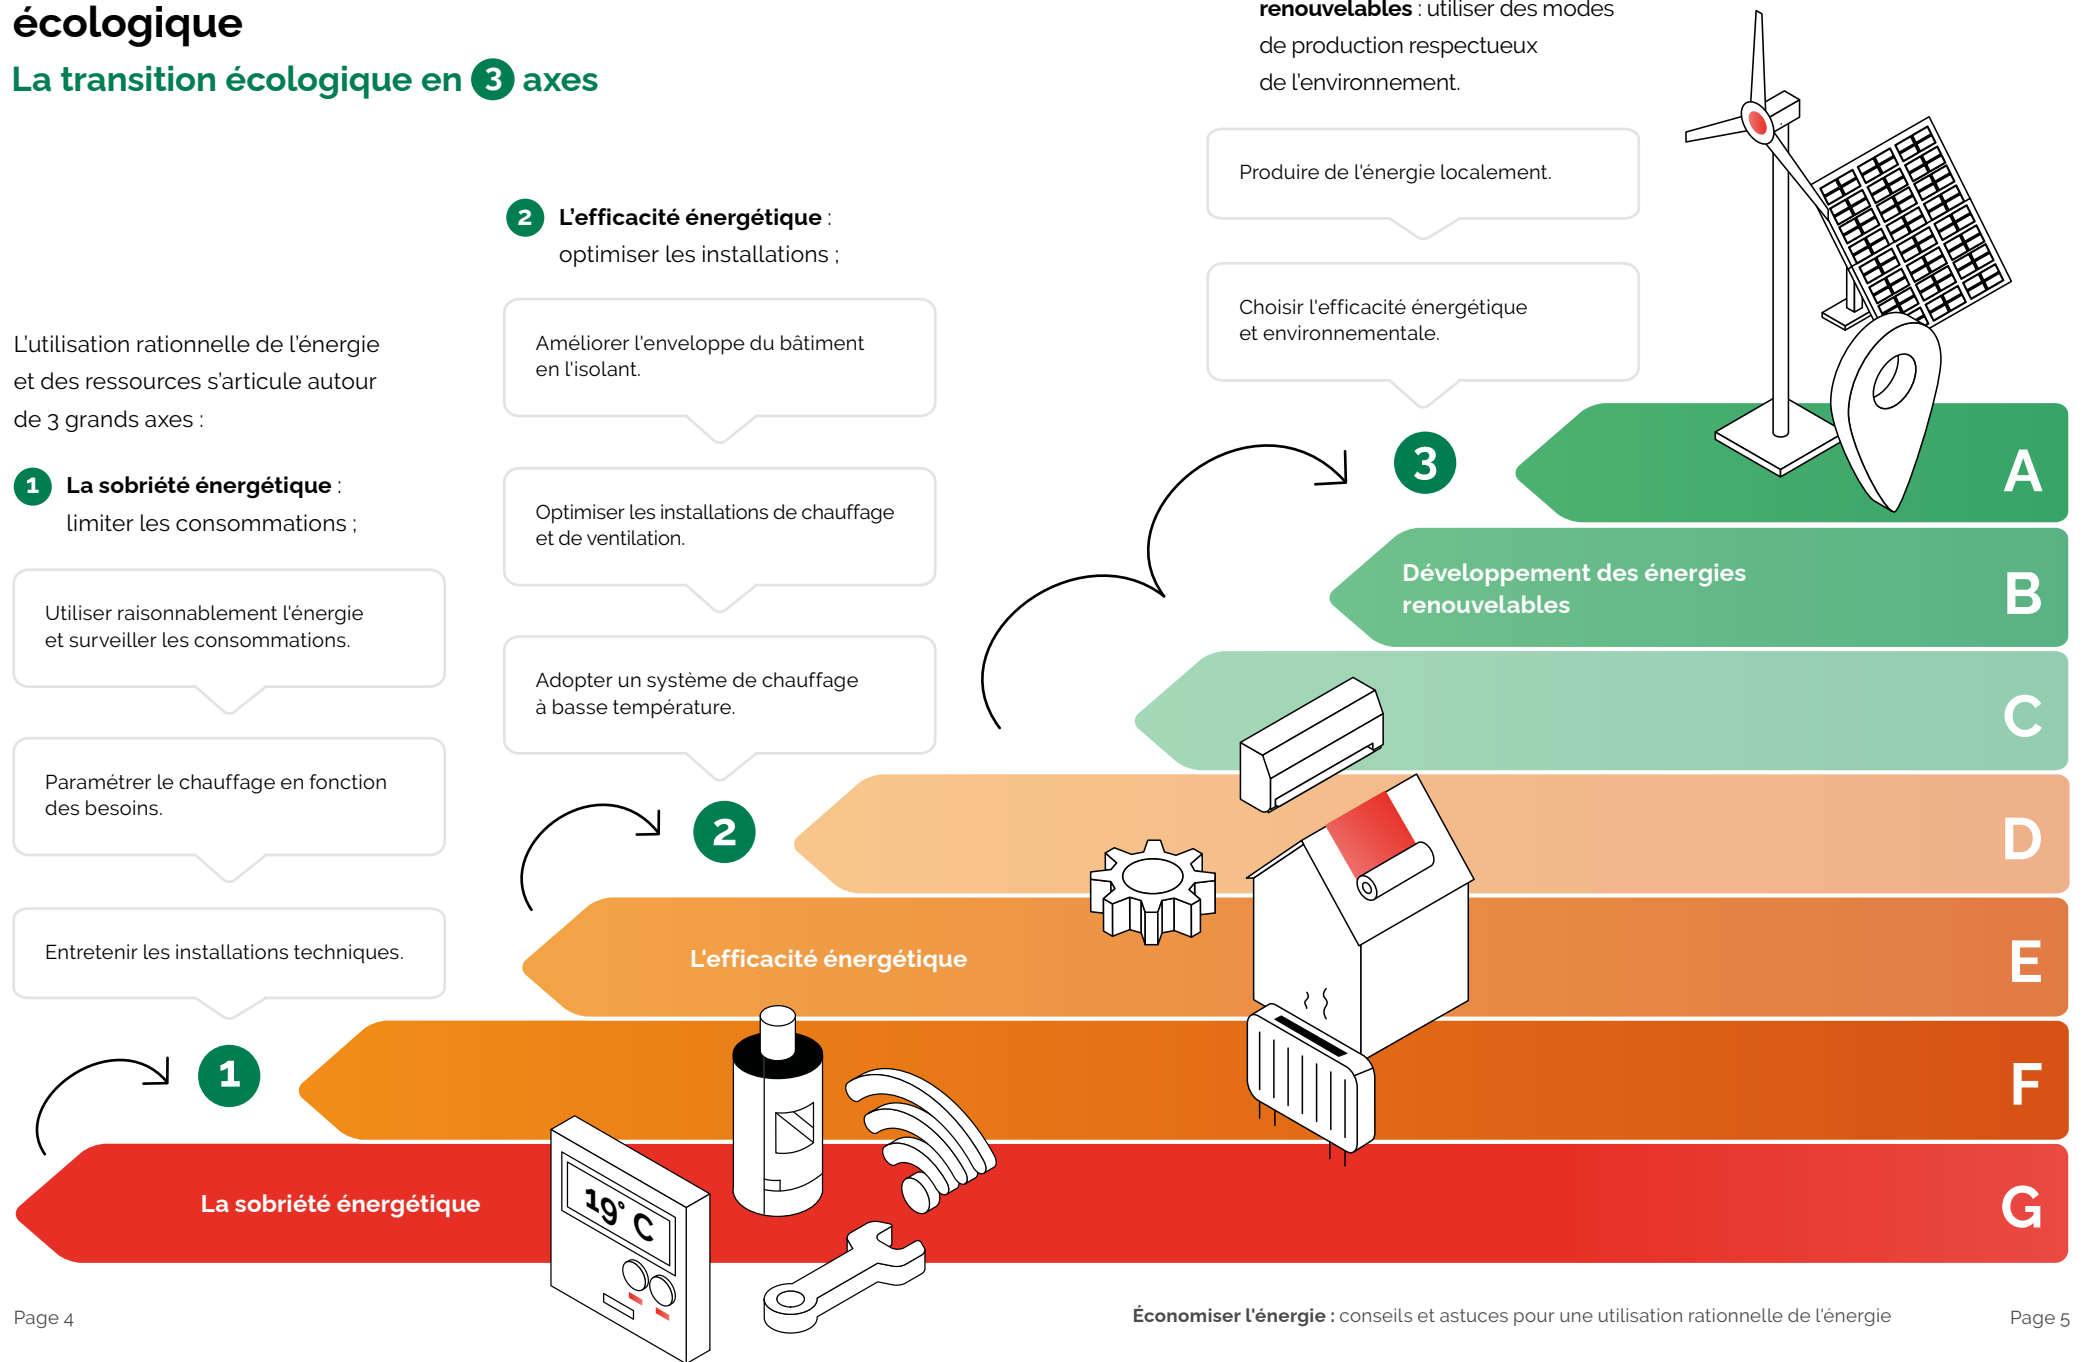 écologique
La transition écologique en 3 axes
L'utilisation rationnelle de l'énergie
et des ressources s'articule autour
de 3 grands axes :
1 La sobriété énergétique :
limiter les consommations ;
Utiliser raisonnablement l'énergie
et surveiller les consommations.
Paramétrer le chauffage en fonction
des besoins.
Entretenir les installations techniques.
1
2 L'efficacité énergétique :
optimiser les installations ;
Améliorer l'enveloppe du bâtiment
en l'isolant.
Optimiser les installations de chauffage
et de ventilation.
Adopter un système de chauffage
à basse température.
2
renouvelables : utiliser des modes
de production respectueux
de l'environnement.
Produire de l'énergie localement.
Choisir l'efficacité énergétique
et environnementale.
3
A
Développement des énergies
renouvelables
B
C
D
L'efficacité énergétique
E
F
La sobriété énergétique
19° C
G
Page 4
Économiser l'énergie : conseils et astuces pour une utilisation rationnelle de l'énergie
Page 5